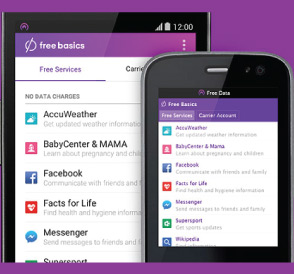 12:00
free basics
Free Services
Carrie
NO DATA CHARGES
AccuWeather
Get updated weather information
BabyCenter & MAMA
Learn about pregnancy and
Facebook
Communicate with friends and f
Facts for Life
Find health and hygiene informat
Messenger
Send messages to friends and f
Supersport
Free Data
Free Basics
Free Services
Carrier Account
AccuWeather
Get updated weather information
BabyCenter & MAMA
Learn about pregnancy and children
Facebook
Communicate with friends and family
Facts for Life
Find health and hygiene information
Messenger
Send messages to friends and family
Supersport
Get sports updates
Wikipedia